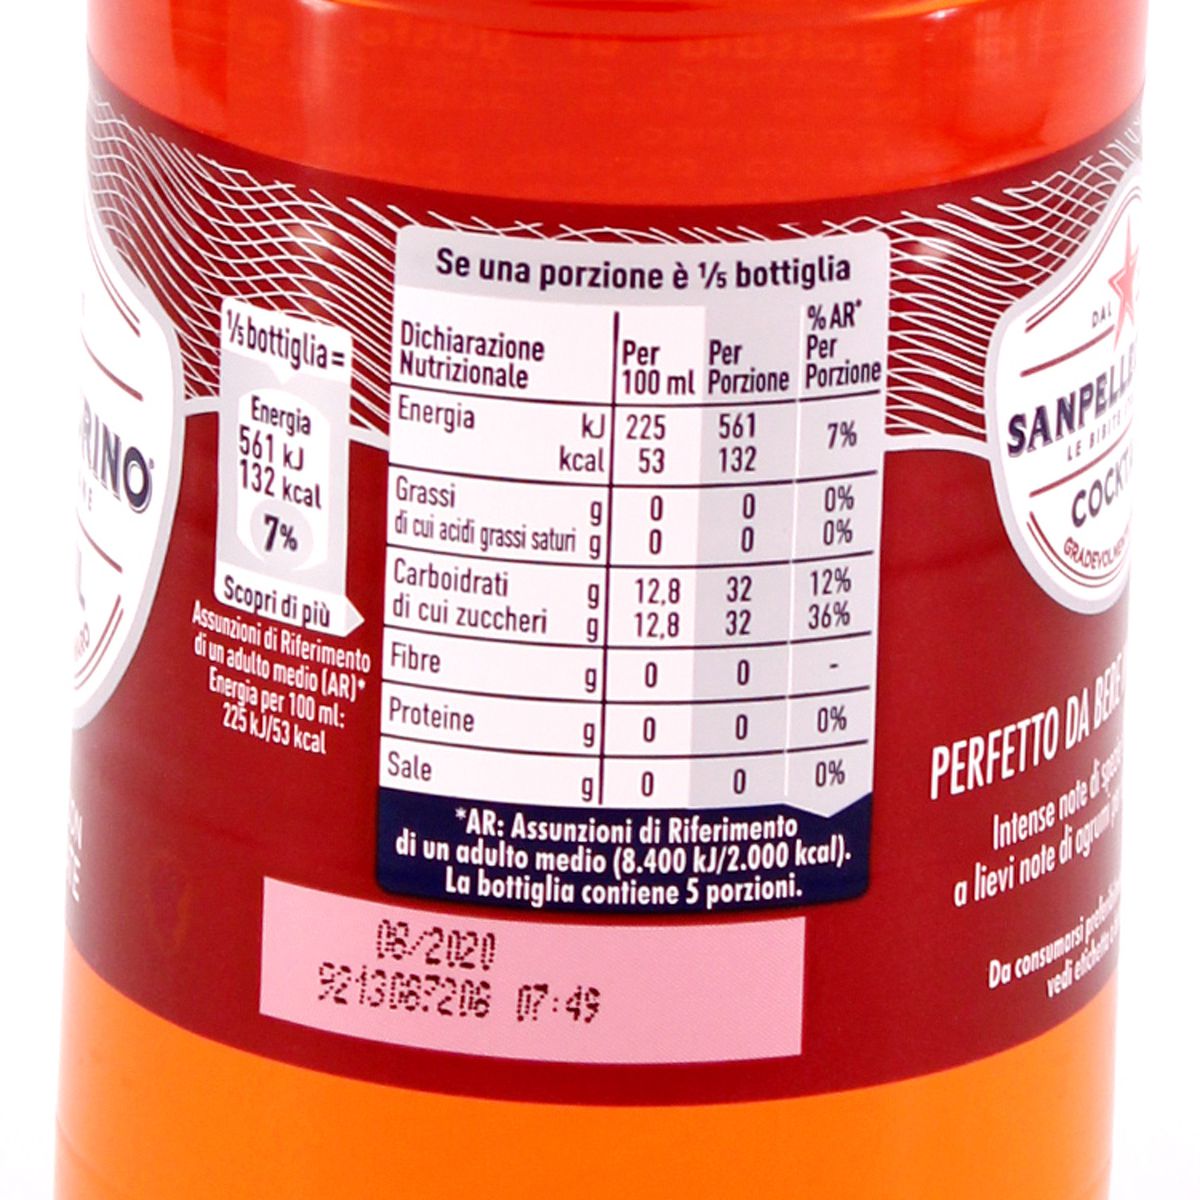 Se una porzione è ⅕ bottiglia
Dichiarazione Nutrizionale Per 100 ml Per Porzione % AR* Per Porzione
Energia kJ 225 561 7%
kcal 53 132
Grassi g 0 0 0%
di cui acidi grassi saturi g 0 0 0%
Carboidrati g 12,8 32 12%
di cui zuccheri g 12,8 32 36%
Fibre g 0 0 -
Proteine g 0 0 0%
Sale g 0 0 0%
*AR: Assunzioni di Riferimento
di un adulto medio (8.400 kJ/2.000 kcal).
La bottiglia contiene 5 porzioni.
⅕ bottiglia =
Energia
561 kJ
132 kcal
7%
Scopri di più
Assunzioni di Riferimento
di un adulto medio (AR)*
Energia per 100 ml:
225 kJ/53 kcal
08/2020
9213087208 07:49
DAL
SANPELLE
LE BIBITE
COCKT
PERFETTO DA BERE
Intense note di
a lievi note di agrumi
Da consumarsi
vedi etichetta
RINO